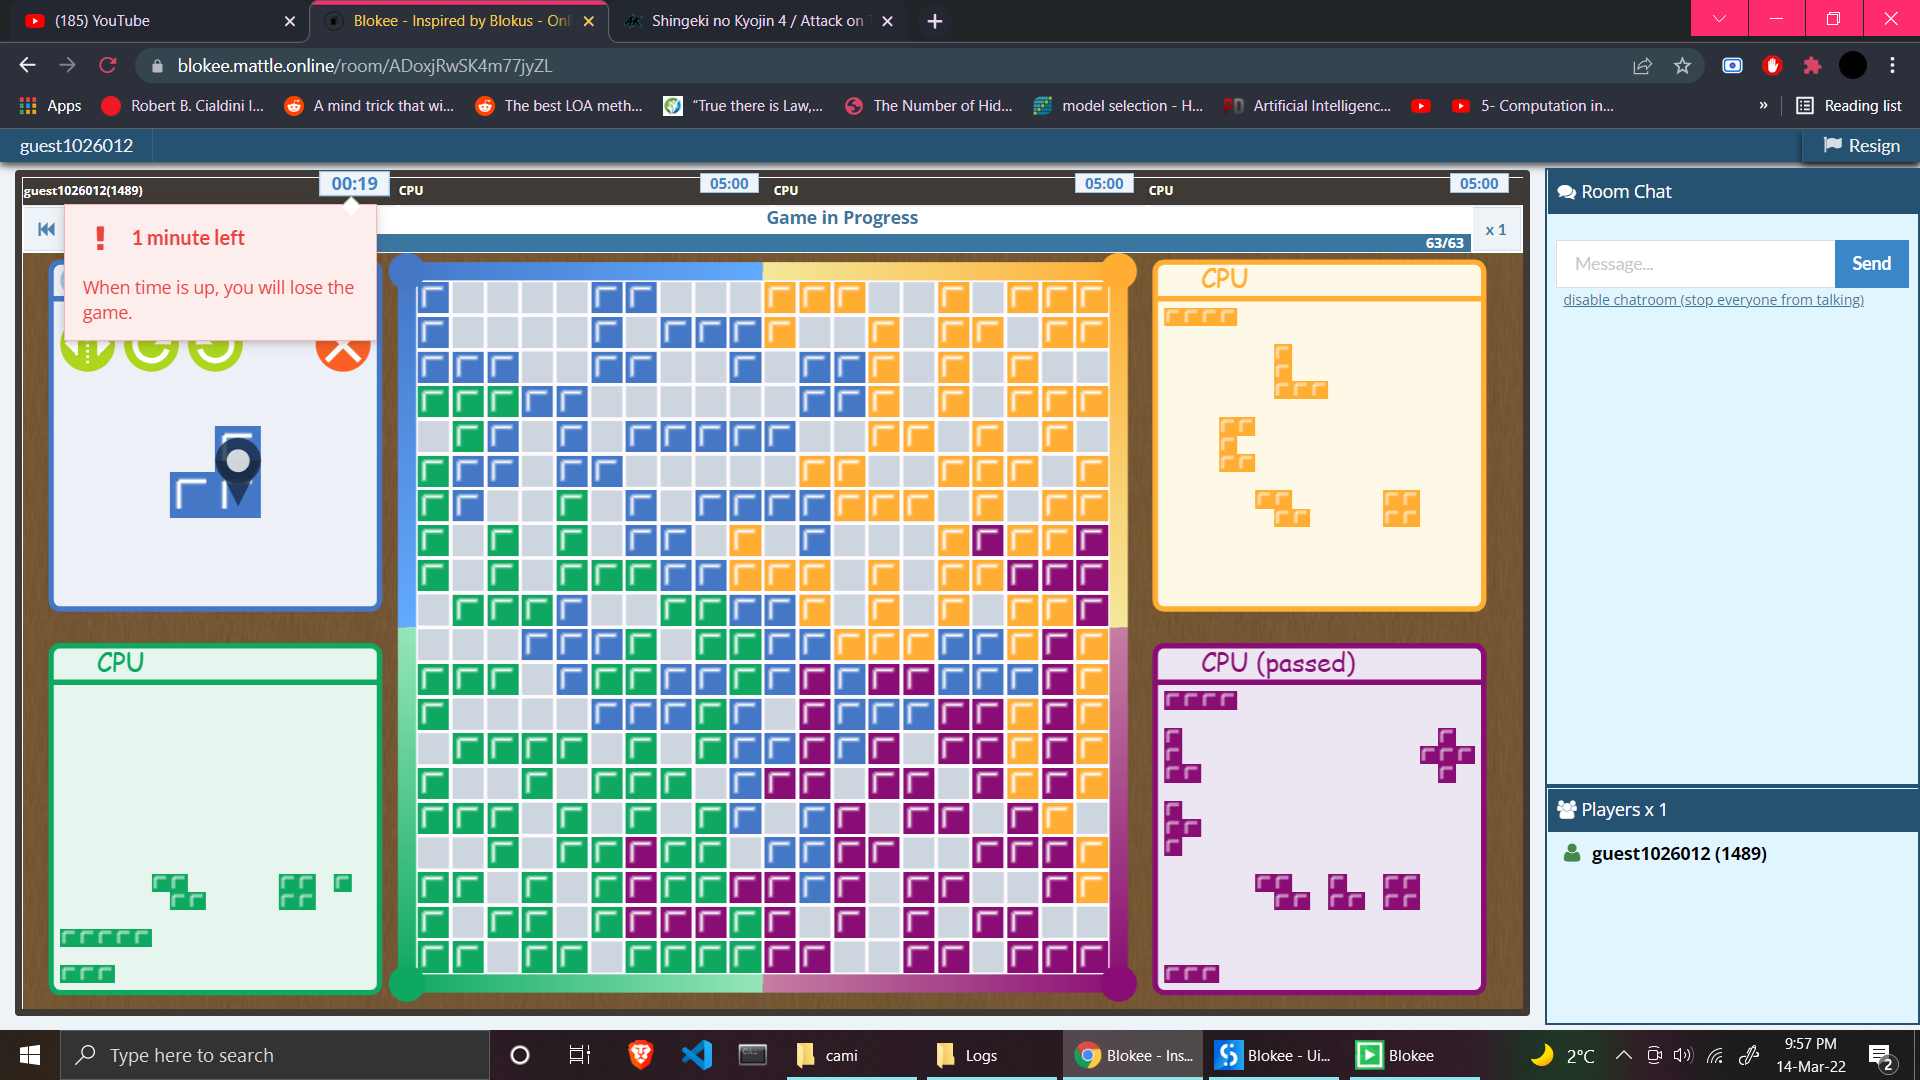 (185) YouTube
Blokee - Inspired by Blokus - Onl
Shingeki no Kyojin 4 / Attack on T
blokee.mattle.online/room/ADoxjRwSK4m77jyZL
Apps
Robert B. Cialdini I...
A mind trick that wi...
The best LOA meth...
“True there is Law,...
The Number of Hid...
model selection - H...
Artificial Intelligenc...
5- Computation in...
»
Reading list
guest1026012
Resign
guest1026012(1489)
00:19
CPU
05:00
CPU
05:00
CPU
05:00
Game in Progress
63/63
x 1
1 minute left
When time is up, you will lose the
game.
CPU
CPU
CPU (passed)
Room Chat
Message...
Send
disable chatroom (stop everyone from talking)
Players x 1
guest1026012 (1489)
Type here to search
cami
Logs
Blokee - Ins...
Blokee - Ui...
Blokee
2°C
9:57 PM
14-Mar-22
2